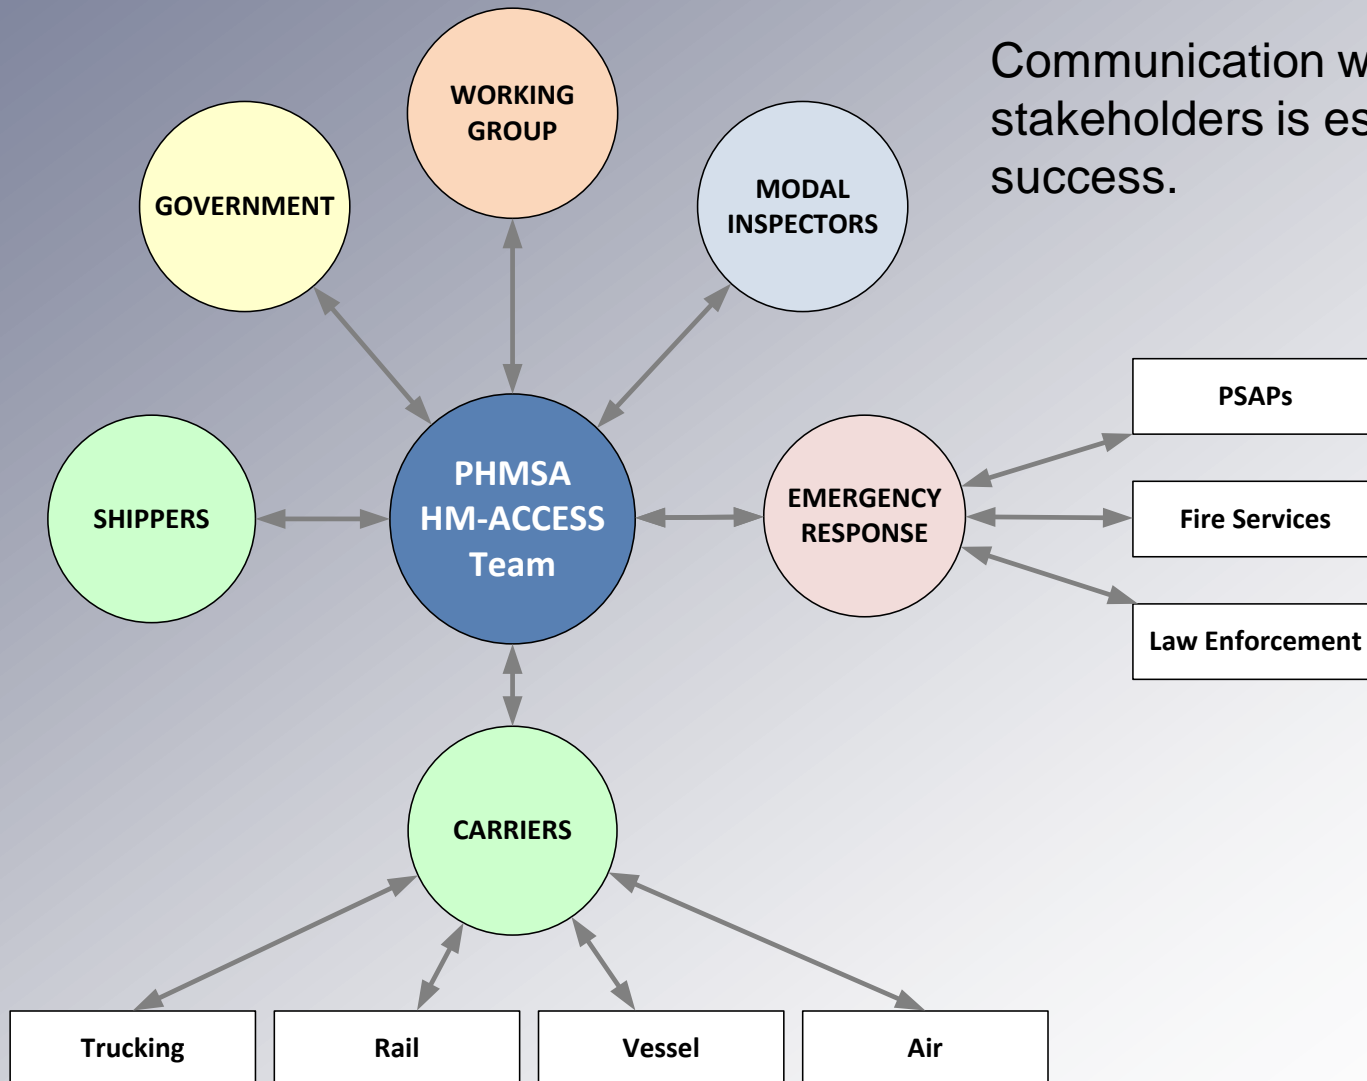 Communication
stakeholders is
success.
WORKING
GROUP
GOVERNMENT
MODAL
INSPECTORS
PHMSA
HM-ACCESS
Team
SHIPPERS
EMERGENCY
RESPONSE
PSAPs
Fire Services
Law Enforcement
CARRIERS
Trucking
Rail
Vessel
Air